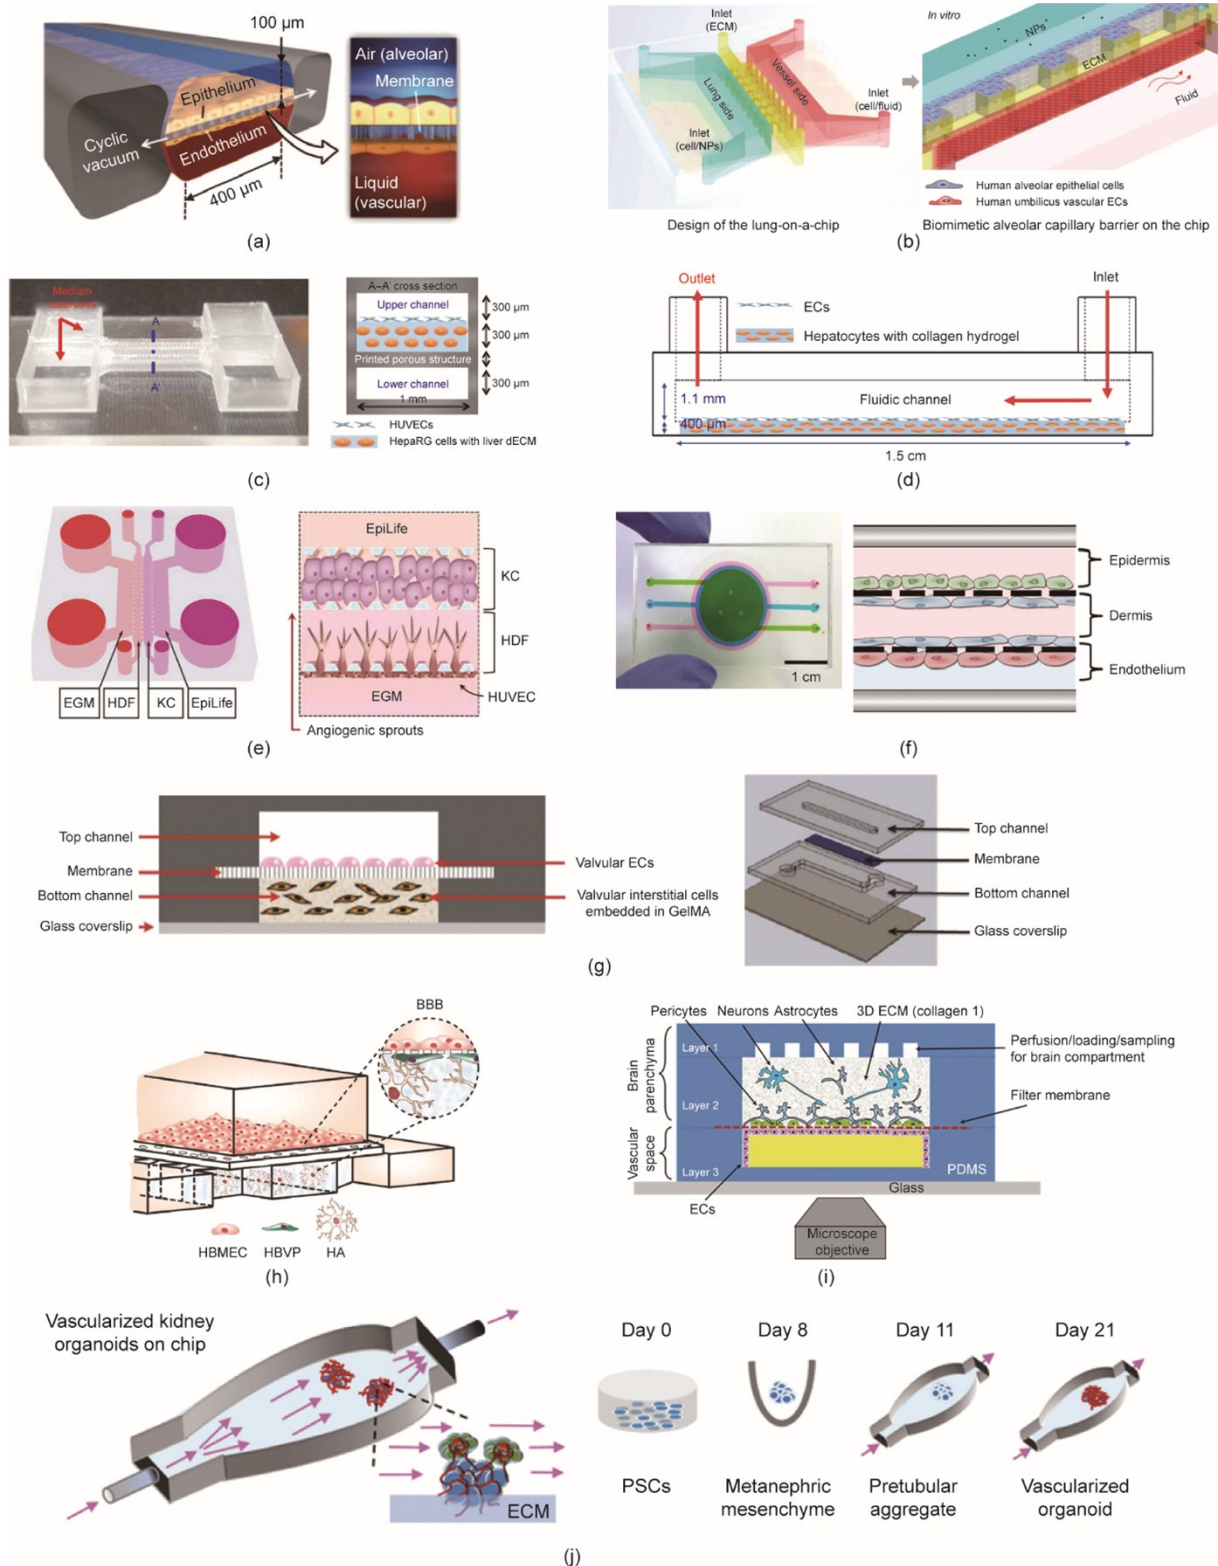 100 μm
Air (alveolar)
Membrane
Epithelium
Cyclic
vacuum
Endothelium
400 μm
Liquid
(vascular)
(a)
Inlet
(ECM)
Lung side
Vessel side
Inlet
(cell/fluid)
Inlet
(cell/NPs)
In vitro
NPs
ECM
Fluid
Human alveolar epithelial cells
Human umbilicus vascular ECs
Design of the lung-on-a-chip
Biomimetic alveolar capillary barrier on the chip
(b)
Medium
reservoirs
A
A'
A–A' cross section
Upper channel
300 μm
300 μm
Printed porous structure
Lower channel
300 μm
1 mm
HUVECs
HepaRG cells with liver dECM
(c)
Outlet
Inlet
ECs
Hepatocytes with collagen hydrogel
1.1 mm
Fluidic channel
400 μm
1.5 cm
(d)
EGM
HDF
KC
EpiLife
EpiLife
KC
HDF
EGM
HUVEC
Angiogenic sprouts
(e)
1 cm
Epidermis
Dermis
Endothelium
(f)
Top channel
Membrane
Bottom channel
Glass coverslip
Valvular ECs
Valvular interstitial cells
embedded in GelMA
Top channel
Membrane
Bottom channel
Glass coverslip
(g)
BBB
HBMEC
HBVP
HA
(h)
Pericytes
Neurons
Astrocytes
3D ECM (collagen 1)
Layer 1
Perfusion/loading/sampling
for brain compartment
Brain
parenchyma
Layer 2
Filter membrane
Vascular
space
Layer 3
PDMS
Glass
ECs
Microscope
objective
(i)
Vascularized kidney
organoids on chip
ECM
Day 0
Day 8
Day 11
Day 21
PSCs
Metanephric
mesenchyme
Pretubular
aggregate
Vascularized
organoid
(j)